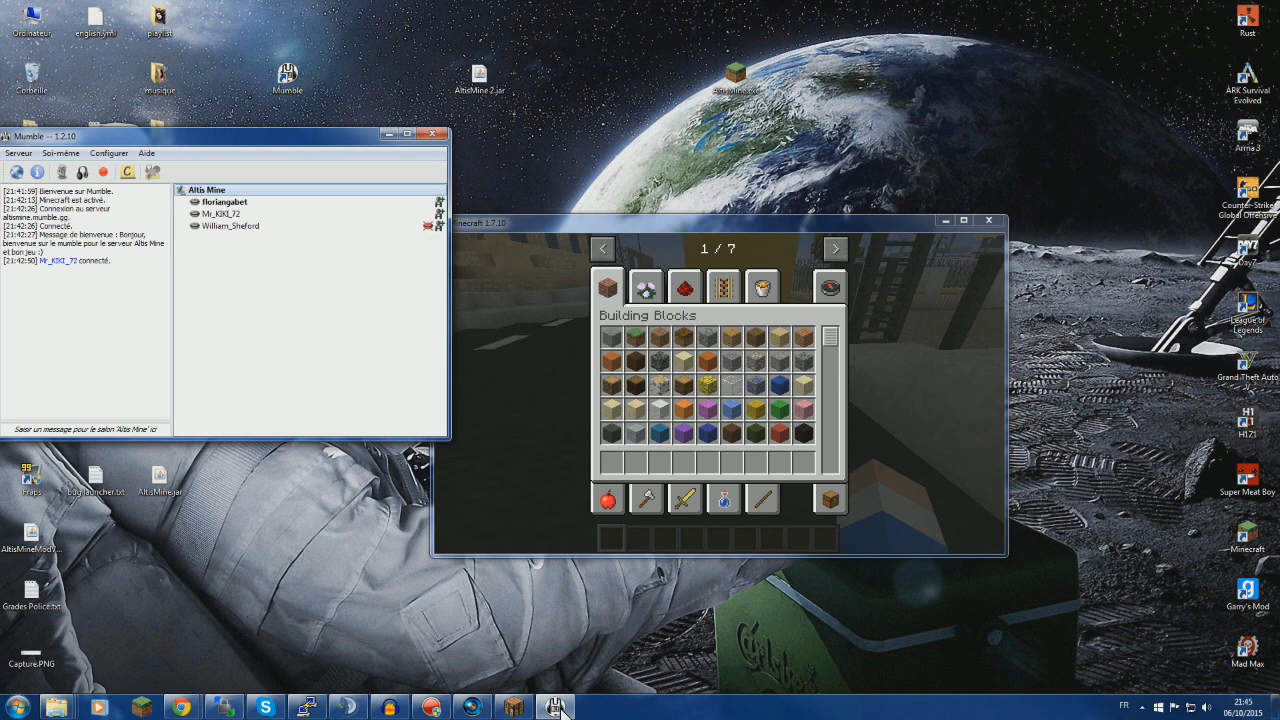 Ordinateur
english.yml
playlist
Corbeille
musique
Mumble
AltisMine 2.jar
AltisMine.exe
Rust
ARK Survival
Evolved
Arma 3
Counter-Strike
Global Offensive
DayZ
League of
Legends
Grand Theft Auto
H1Z1
Super Meat Boy
Minecraft
Garry's Mod
Mad Max
Mumble -- 1.2.10
Serveur Soi-même Configurer Aide
[21:41:59] Bienvenue sur Mumble.
[21:42:13] Minecraft est activé.
[21:42:26] Connexion au serveur
altismine.mumble.gg.
[21:42:26] Connecté.
[21:42:27] Message de bienvenue : Bonjour,
bienvenue sur le mumble pour le serveur Altis Mine
et bon jeu :)
[21:42:50] Mr_KIKI_72 connecté.
Saisir un message pour le salon 'Altis Mine' ici
Altis Mine
floriangabet
Mr_KIKI_72
William_Sheford
Minecraft 1.7.10
< 1 / 7 >
Building Blocks
99
Fraps
bug launcher.txt
AltisMine.jar
AltisMineMod
Grades Police.txt
Capture.PNG
Carlsberg
FR
21:45
06/10/2015